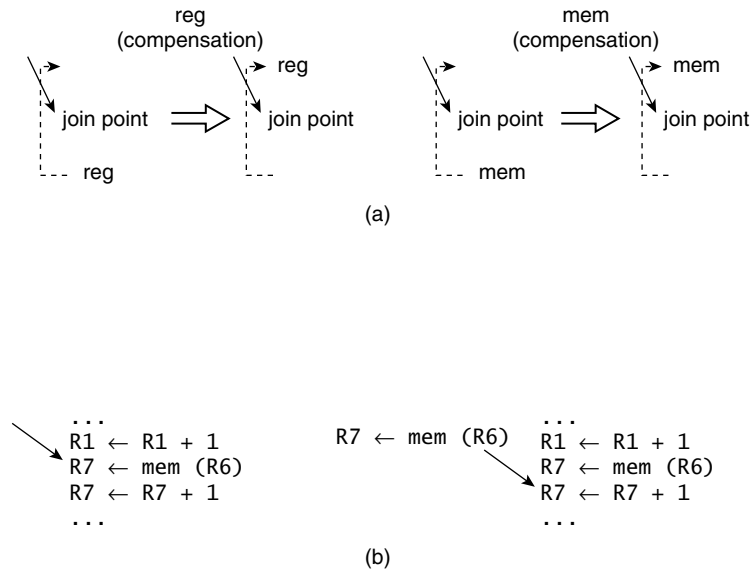 reg
(compensation)
mem
(compensation)
reg
mem
join point
join point
join point
join point
reg
mem
(a)
...
R1 ← R1 + 1
R7 ← mem (R6)
R7 ← R7 + 1
...
R7 ← mem (R6)
...
R1 ← R1 + 1
R7 ← mem (R6)
R7 ← R7 + 1
...
(b)